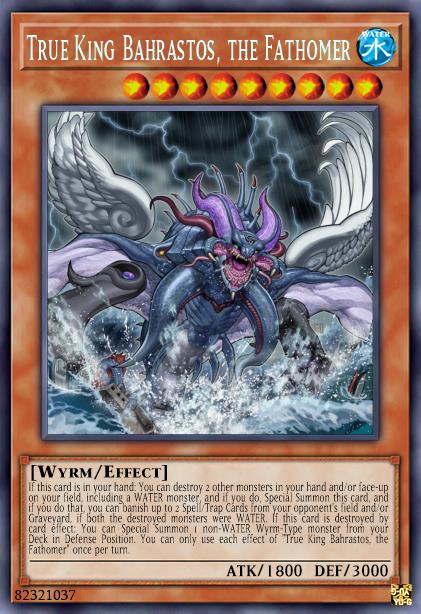 True King Bahrastos, the Fathomer
WATER
水
[Wyrm/Effect]
If this card is in your hand: You can destroy 2 other monsters in your hand and/or face-up
on your field, including a WATER monster, and if you do, Special Summon this card, and
if you do that, you can banish up to 2 Spell/Trap Cards from your opponent's field and/or
Graveyard, if both the destroyed monsters were WATER. If this card is destroyed by
card effect: You can Special Summon 1 non-WATER Wyrm-Type monster from your
Deck in Defense Position. You can only use each effect of "True King Bahrastos, the
Fathomer" once per turn.
ATK/1800 DEF/3000
82321037